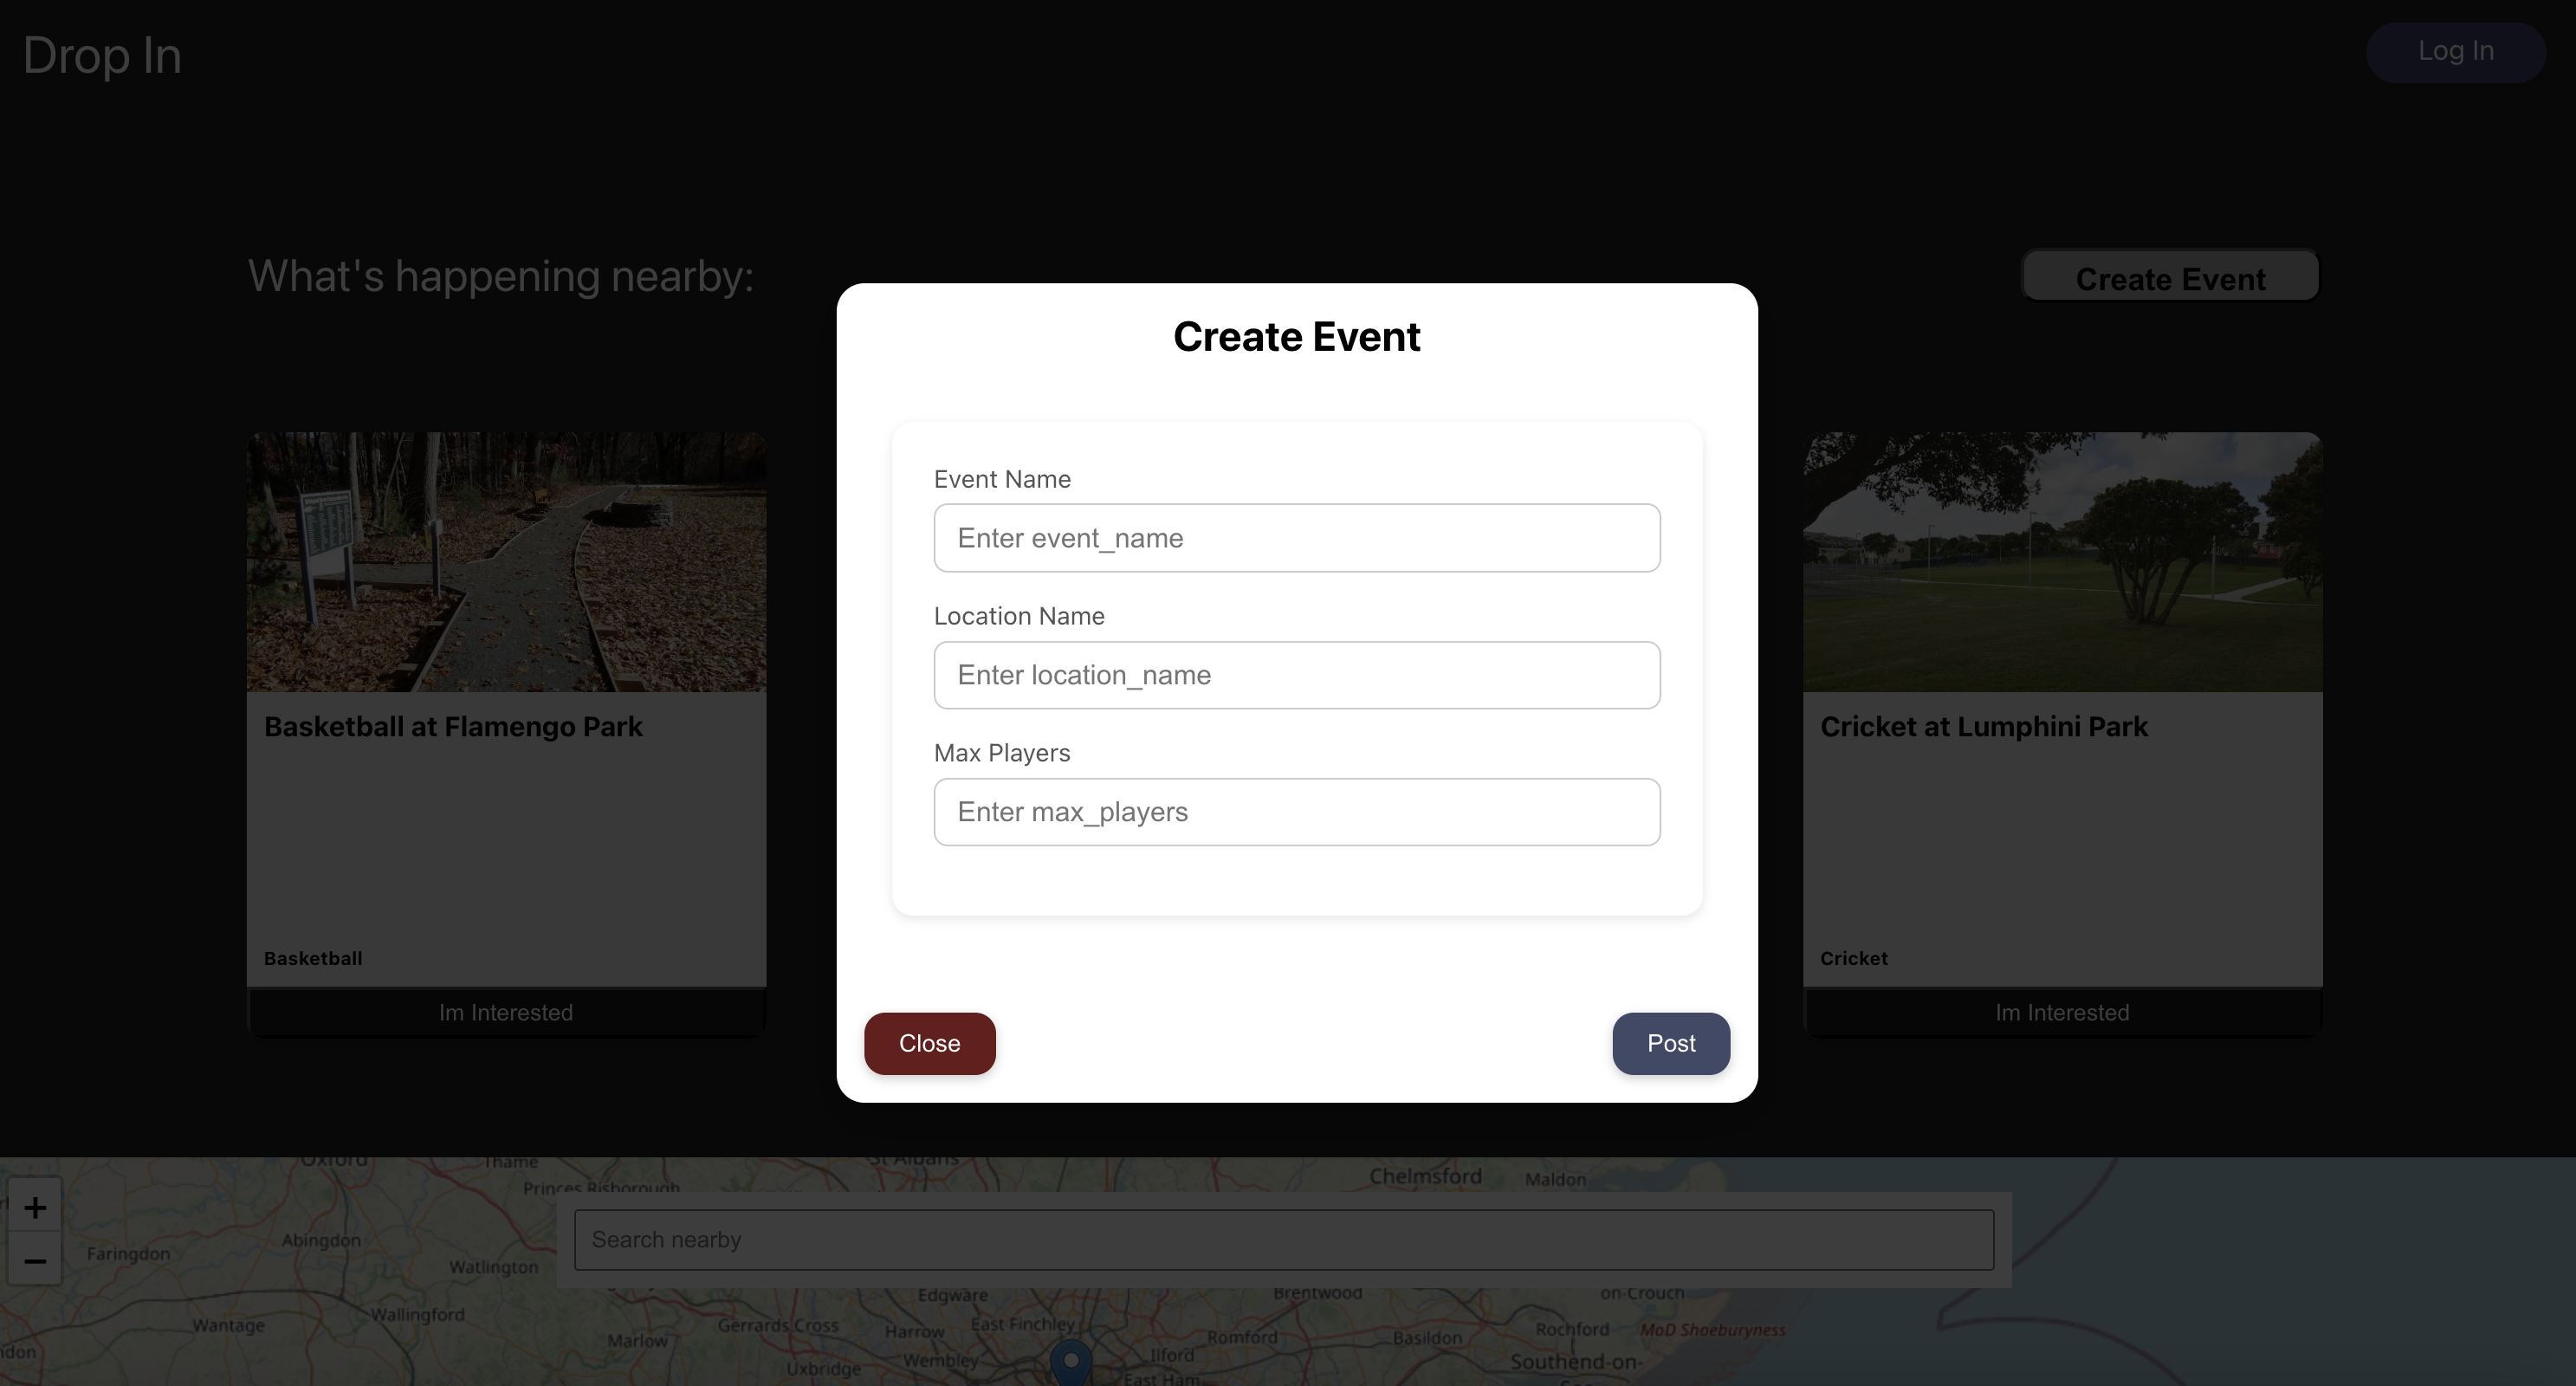 Drop In
Log In
What's happening nearby:
Create Event
Create Event
Event Name
Enter event_name
Location Name
Enter location_name
Max Players
Enter max_players
Close
Post
Basketball at Flamengo Park
Basketball
Im Interested
Cricket at Lumphini Park
Cricket
Im Interested
Oxford
Thame
St Albans
Chelmsford
Maldon
Princes Risborough
+
−
Search nearby
Faringdon
Abingdon
Watlington
Wallingford
Wantage
Marlow
Gerrards Cross
Uxbridge
Harrow
Wembley
Edgware
East Finchley
Ilford
East Ham
Romford
Brentwood
Basildon
Rochford
on-Crouch
MoD Shoeburyness
Southend-on-